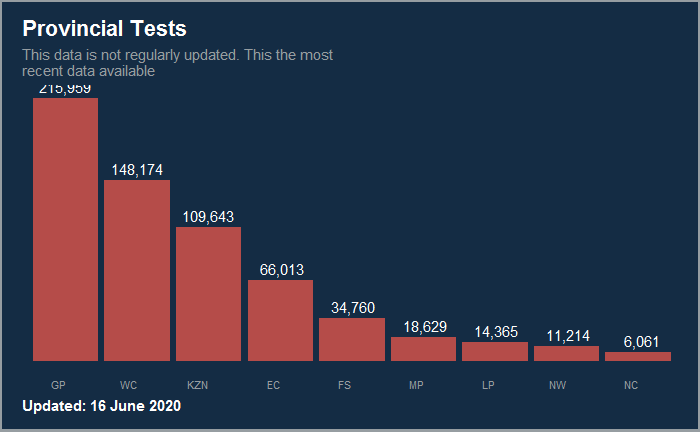 Provincial Tests
This data is not regularly updated. This the most
recent data available
215,959
148,174
109,643
66,013
34,760
18,629
14,365
11,214
6,061
GP WC KZN EC FS MP LP NW NC
Updated: 16 June 2020